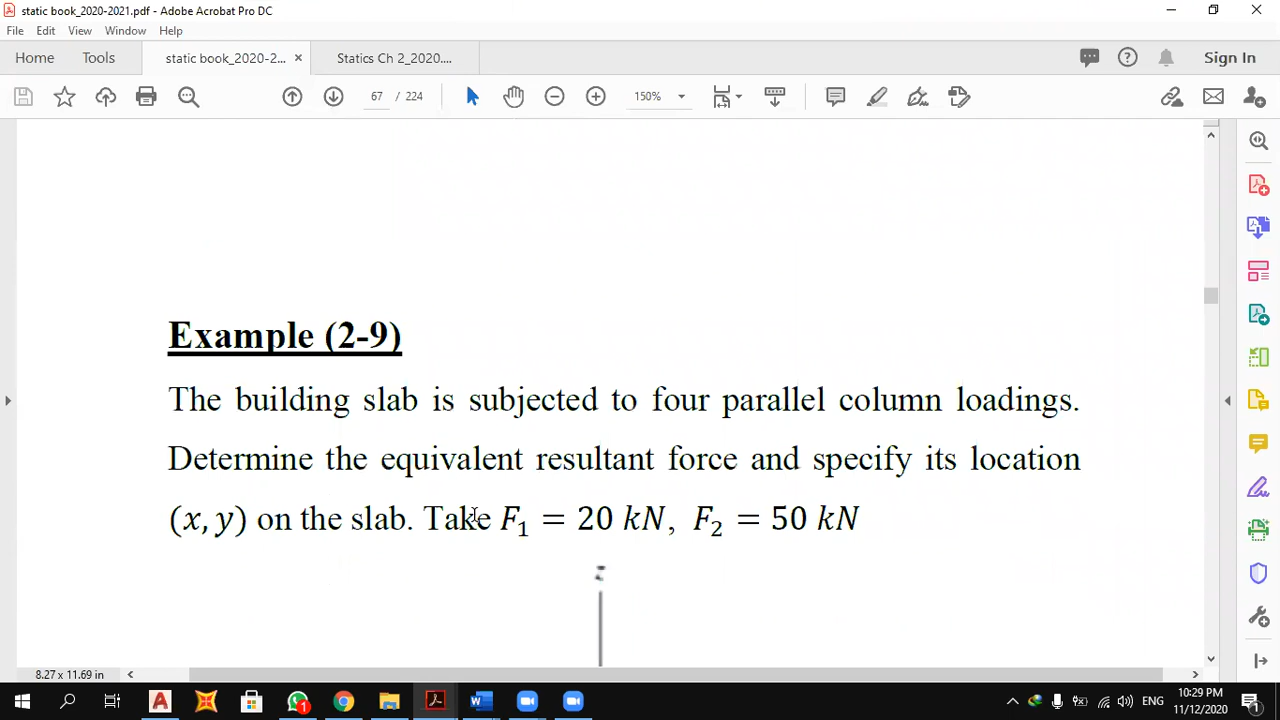 static book_2020-2021.pdf - Adobe Acrobat Pro DC
File Edit View Window Help
Home Tools static book_2020-2... × Statics Ch 2_2020.... Sign In
67 / 224 150%
Example (2-9)
The building slab is subjected to four parallel column loadings.
Determine the equivalent resultant force and specify its location
(x, y) on the slab. Take F₁ = 20 kN, F₂ = 50 kN
z
8.27 x 11.69 in
ENG 10:29 PM
11/12/2020